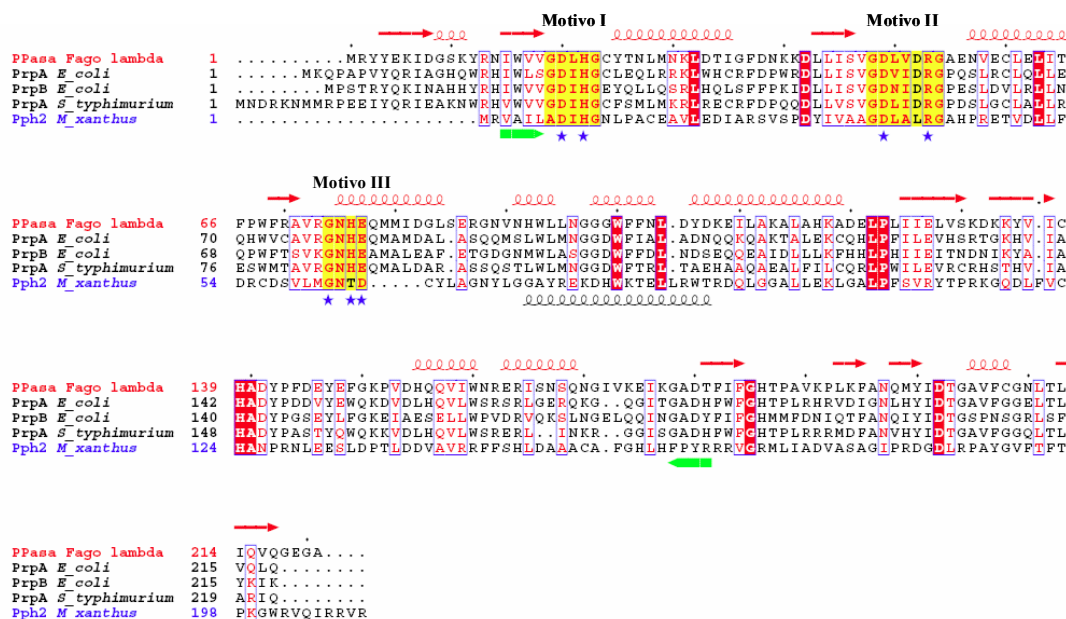 Motivo I Motivo II
PPasa Fago lambda 1 ..........MRYYEKIDGSKYRNIWVVGDLHGCYTNLMNKLDTIGFDNKKDLLISVGDLVDRGAENVECLELIT
PrpA E_coli 1 ......MKQPAPVYQRIAGHQWRHIWLSGDIHGCLEQLRRKLWHCRFDPWRDLLISVGDLIDRGPQSLRCLQLLE
PrpB E_coli 1 ........MPSTRYQKINAHHYRHIWVVGDIHGEYQLLQSRLHQLSFFPKIDLLISVGDNIDRGPESLDVLRLLN
PrpA S_typhimurium 1 MNDRKNMMRPEEIYQRIEAKNWRHVWVVGDIHGCFSMLMKRLRECRFDPQQDLLVSVGDLIDRGPDSLGCLALLR
Pph2 M_xanthus 1 ......................MRVAILADIHGNLPACEAVLEDIARSVSPDYIVAAGDLALRGAHPRETVDLLF
Motivo III
PPasa Fago lambda 66 FPWFRAVRGNHEQMMIDGLSERGNVNHWLLNGGGWFFNL.DYDKEILAKALAHKADELPLIIELVSKDKKYV.IC
PrpA E_coli 70 QHWVCAVRGNHEQMAMDAL.ASQQMSLWLMNGGDWFIAL.ADNQQKQAKTALEKCQHLPFILEVHSRTGKHV.IA
PrpB E_coli 68 QPWFTSVKGNHEAMALEAF.ETGDGNMWLASGGDWFFDL.NDSEQQEAIDLLLKFHHLPHIIEITNDNIKYA.IA
PrpA S_typhimurium 76 ESWMTAVRGNHEQMALDAR.ASSQSTLWLMNGGDWFTRL.TAEHAAQAEALFILCQRLPWILEVRCRHSTHV.IA
Pph2 M_xanthus 54 DRCDSVLMGNTD.....CYLAGNYLGGAYREKDHWKTELLRWTRDQLGGALLEKLGALPFSVRYTPRKGQDLFVC
PPasa Fago lambda 139 HADYPFDEYEFGKPVDHQQVIWNRERISNSQNGIVKEIKGADTFIFGHTPAVKPLKFANQMYIDTGAVFCGNLTL
PrpA E_coli 142 HADYPDDVYEWQKDVDLHQVLWSRSRLGERQKG..QGITGADHFWFGHTPLRHRVDIGNLHYIDTGAVFGGELTL
PrpB E_coli 140 HADYPGSEYLFGKEIAESELLWPVDRVQKSLNGELQQINGADYFIFGHMMFDNIQTFANQIYIDTGSPNSGRLSF
PrpA S_typhimurium 148 HADYPASTYQWQKKVDLHQVLWSRERL..INKR..GGISGADHFWFGHTPLRRRMDFANVHYIDTGAVFGGQLTL
Pph2 M_xanthus 124 HANPRNLEESLDPTLDDVAVRRFFSHLDAAACA.FGHLHFPYRRRVGRMLIADVASAGIPRDGDLRPAYGVFTFT
PPasa Fago lambda 214 IQVQGEGA....
PrpA E_coli 215 VQLQ........
PrpB E_coli 215 YKIK........
PrpA S_typhimurium 219 ARIQ........
Pph2 M_xanthus 198 PKGWRVQIRRVR